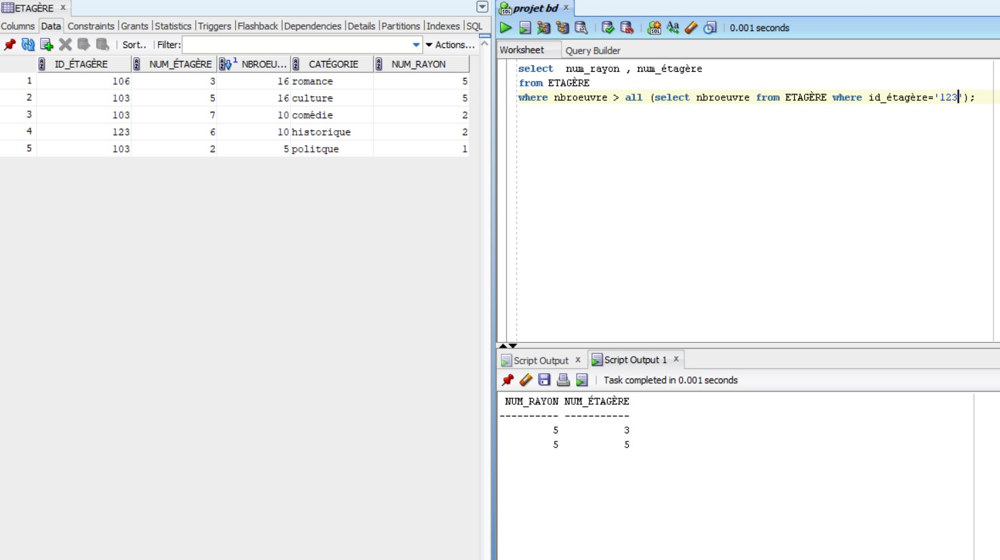 ETAGÈRE x
Columns Data Constraints |Grants |Statistics |Triggers |Flashback |Dependencies |Details |Partitions |Indexes |SQL
Sort.. |Filter: Actions...
ID_ÉTAGÈRE NUM_ÉTAGÈRE 1 NBROEU... CATÉGORIE NUM_RAYON
1 106 3 16 romance 5
2 103 5 16 culture 5
3 103 7 10 comédie 2
4 123 6 10 historique 2
5 103 2 5 politque 1
projet bd x
0.001 seconds
Worksheet Query Builder
select num_rayon , num_étagère
from ETAGÈRE
where nbroeuvre > all (select nbroeuvre from ETAGÈRE where id_étagère='123');
Script Output x Script Output 1 x
Task completed in 0.001 seconds
NUM_RAYON NUM_ÉTAGÈRE
---------- -----------
5 3
5 5